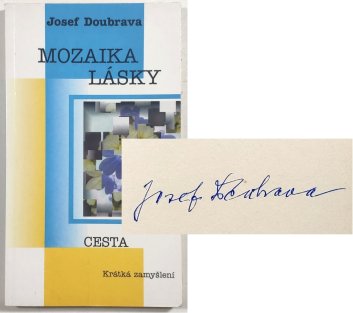 Josef Doubrava
MOZAIKA
LÁSKY
CESTA
Krátká zamyšlení
Josef Doubrava